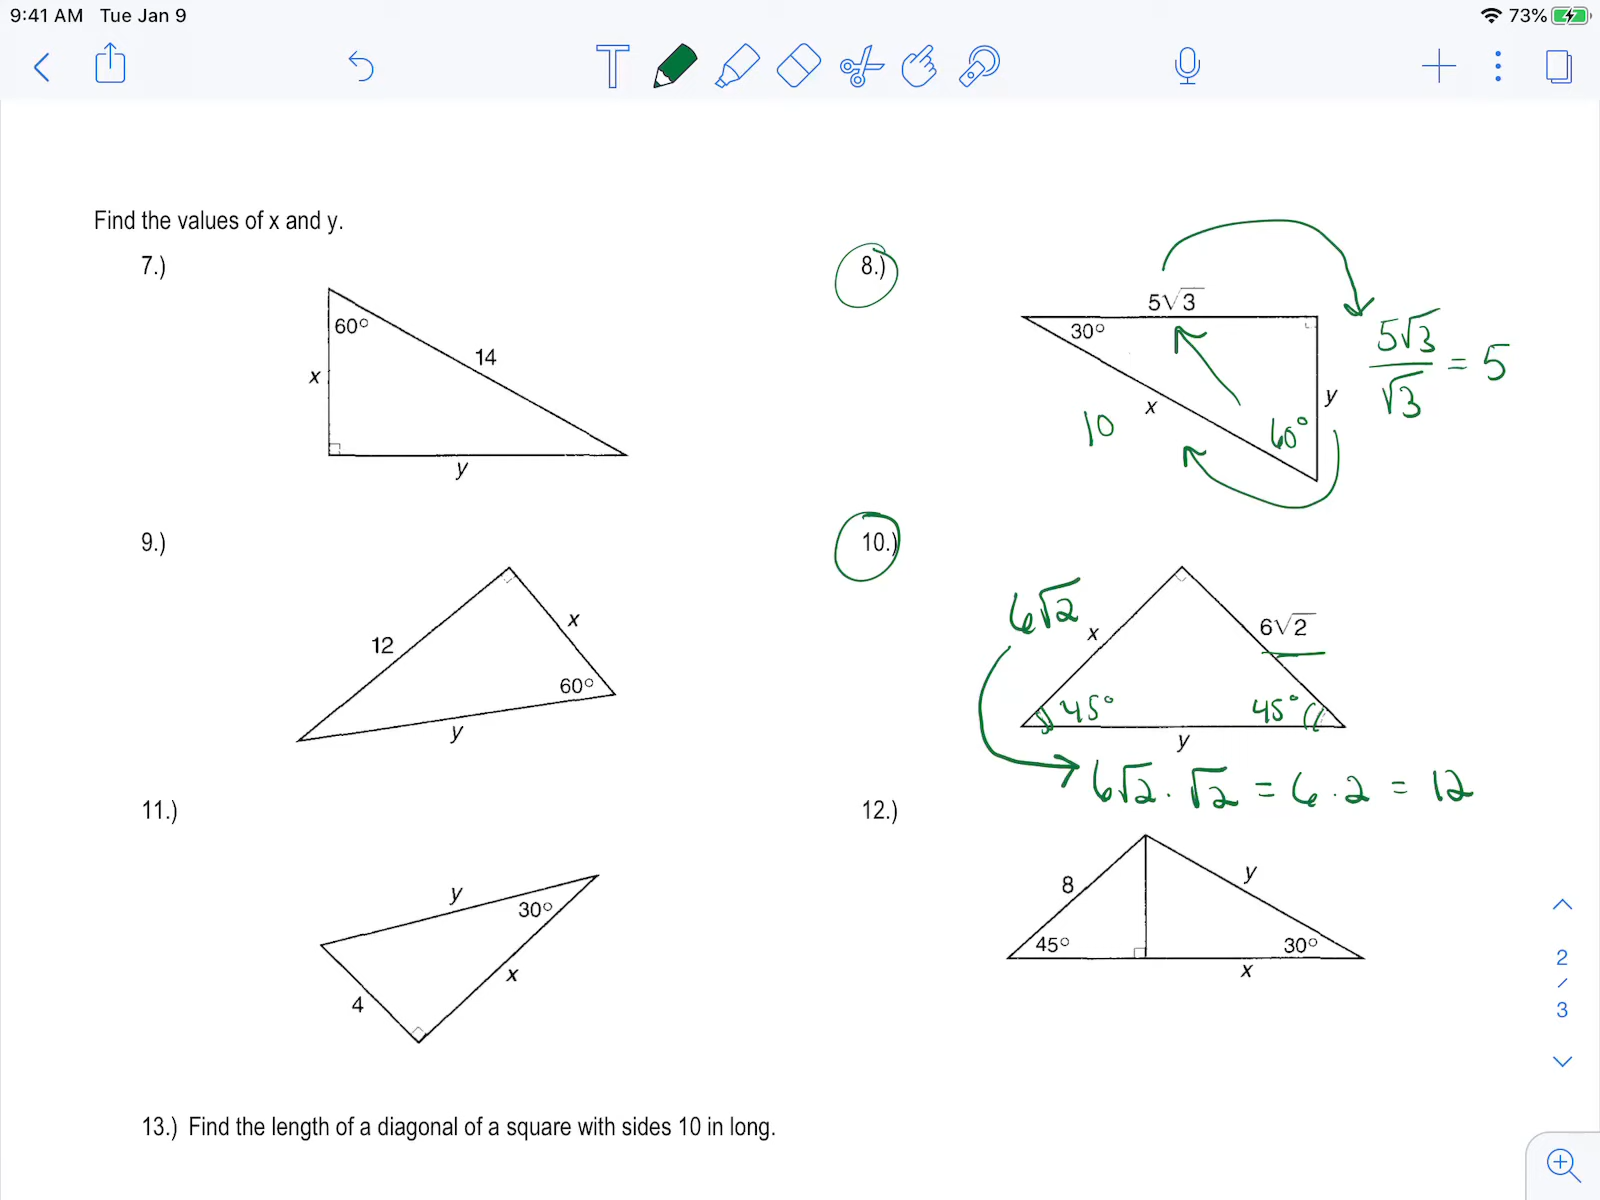 9:41 AM Tue Jan 9
73%
Find the values of x and y.
7.)
60°
14
x
y
8.)
5√3
30°
x
y
10
60°
5√3
√3
= 5
9.)
12
x
60°
y
10.)
6√2
x
6√2
45°
45°
y
6√2 · √2 = 6 · 2 = 12
11.)
y
30°
x
4
12.)
8
y
45°
30°
x
2
/
3
13.) Find the length of a diagonal of a square with sides 10 in long.